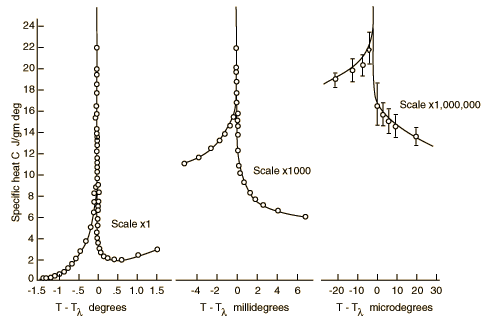 Specific heat C J/gm deg
24
22
20
18
16
14
12
10
8
6
4
2
0
Scale x1
Scale x1000
Scale x1,000,000
-1.5 -1 -.5 0 .5 1.0 1.5
-4 -2 0 2 4 6
-20 -10 0 10 20 30
T - Tλ degrees
T - Tλ millidegrees
T - Tλ microdegrees